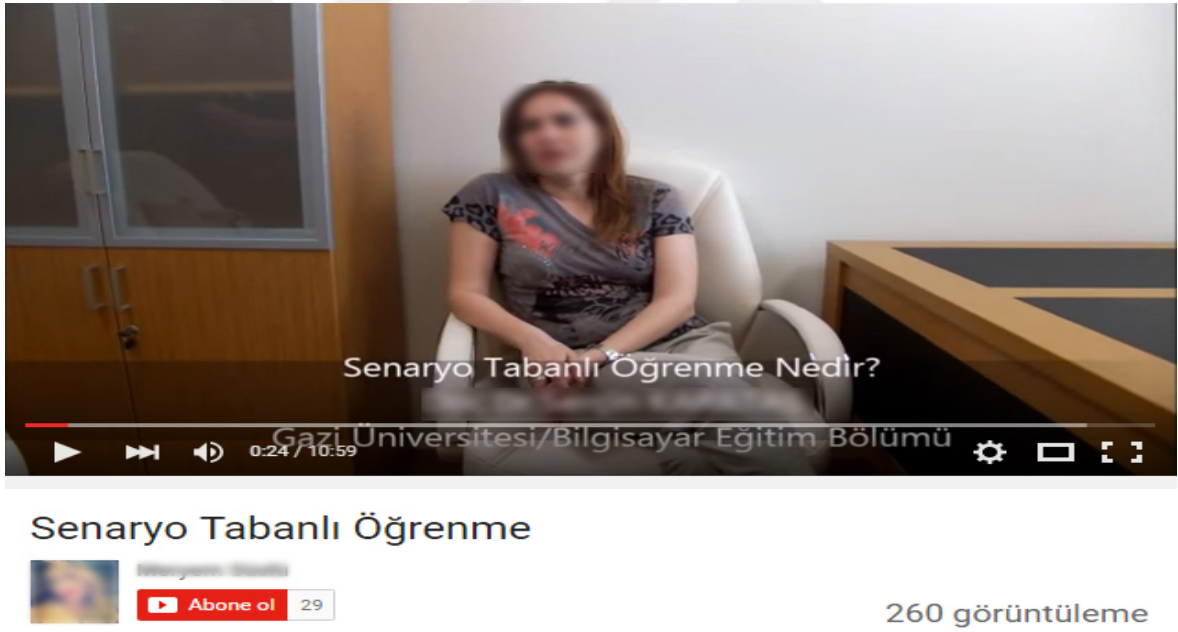 Senaryo Tabanlı Öğrenme Nedir?
Gazi Üniversitesi/Bilgisayar Eğitim Bölümü
0:24 / 10:59
Senaryo Tabanlı Öğrenme
Abone ol 29
260 görüntüleme